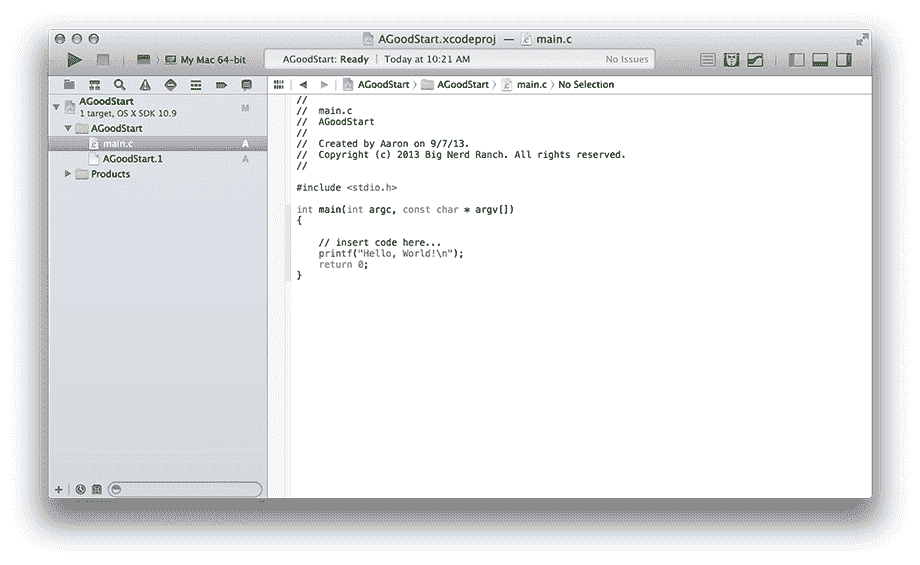 AGoodStart.xcodeproj — main.c
My Mac 64-bit
AGoodStart: Ready | Today at 10:21 AM
No Issues
AGoodStart
M
1 target, OS X SDK 10.9
AGoodStart
main.c
A
AGoodStart.1
A
Products
AGoodStart
AGoodStart
main.c
No Selection
//
//  main.c
//  AGoodStart
//
//  Created by Aaron on 9/7/13.
//  Copyright (c) 2013 Big Nerd Ranch. All rights reserved.
//
#include <stdio.h>
int main(int argc, const char * argv[])
{
// insert code here...
printf("Hello, World!\n");
return 0;
}